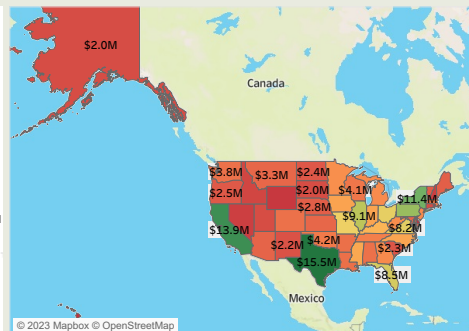 $2.0M
Canada
$3.8M
$3.3M
$2.4M
$2.5M
$2.0M
$4.1M
$2.8M
$11.4M
$9.1M
$13.9M
$8.2M
$2.2M
$4.2M
$2.3M
$15.5M
$8.5M
Mexico
© 2023 Mapbox © OpenStreetMap